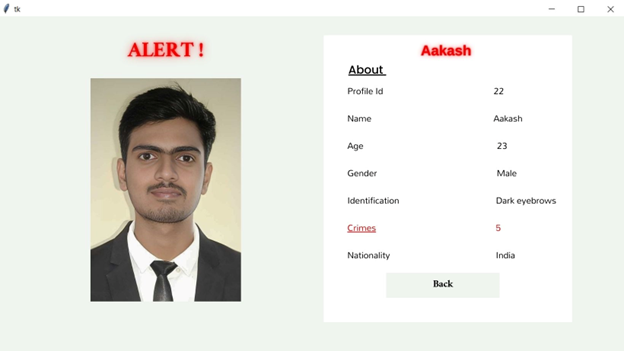 tk
ALERT !
Aakash
About
Profile Id 22
Name Aakash
Age 23
Gender Male
Identification Dark eyebrows
Crimes 5
Nationality India
Back